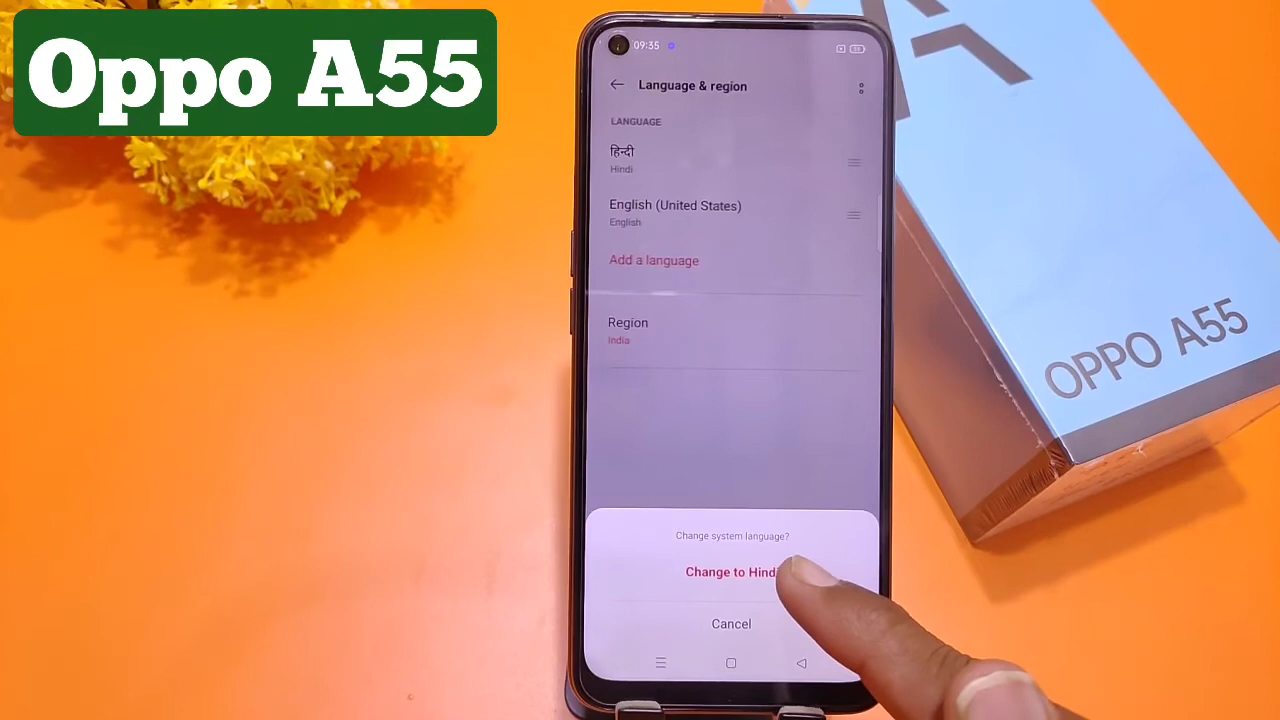 Oppo A55
09:35
Language & region
LANGUAGE
हिन्दी
Hindi
English (United States)
English
Add a language
Region
India
Change system language?
Change to Hindi
Cancel
A
OPPO A55